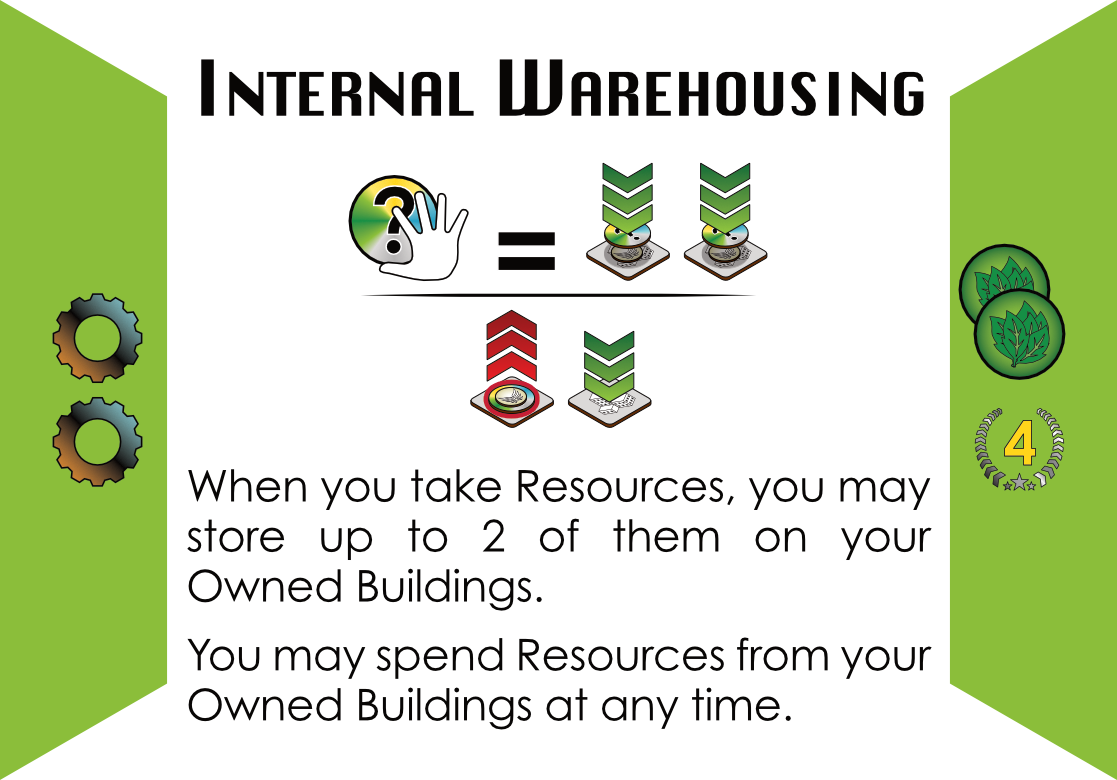 INTERNAL WAREHOUSING
?
=
4
When you take Resources, you may
store up to 2 of them on your
Owned Buildings.
You may spend Resources from your
Owned Buildings at any time.